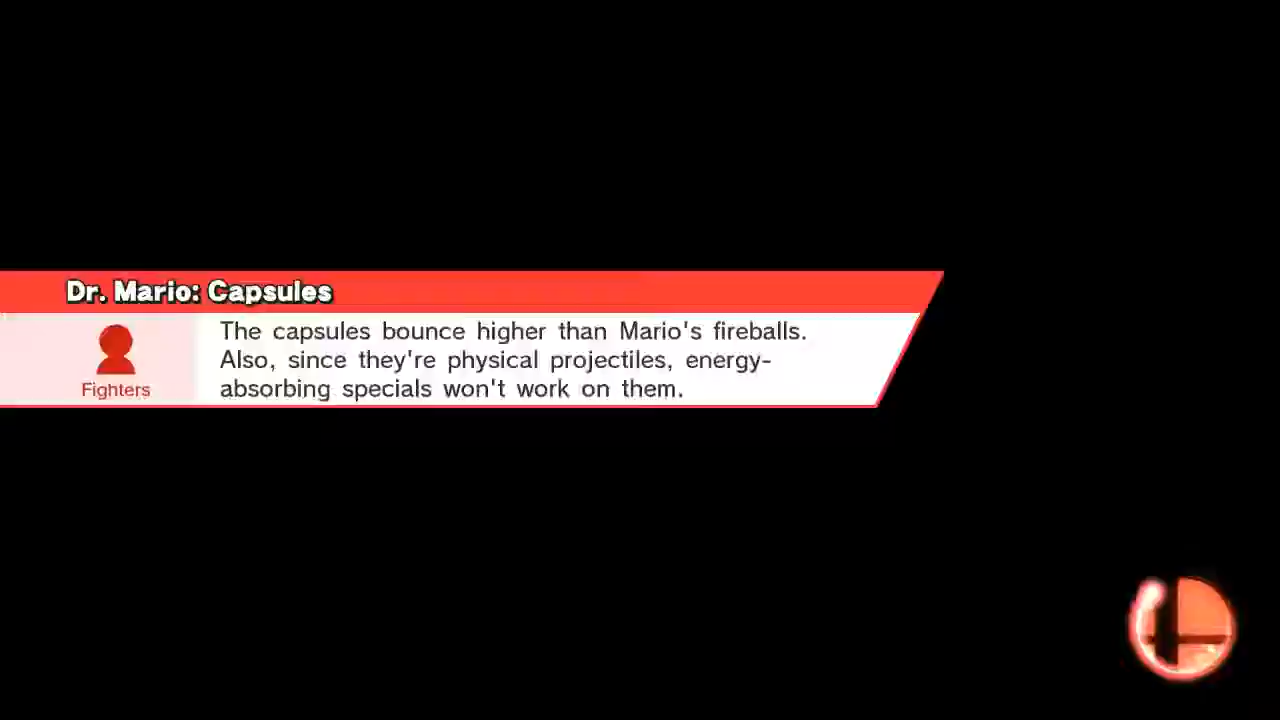 Dr. Mario: Capsules
The capsules bounce higher than Mario's fireballs.
Also, since they're physical projectiles, energy-
absorbing specials won't work on them.
Fighters